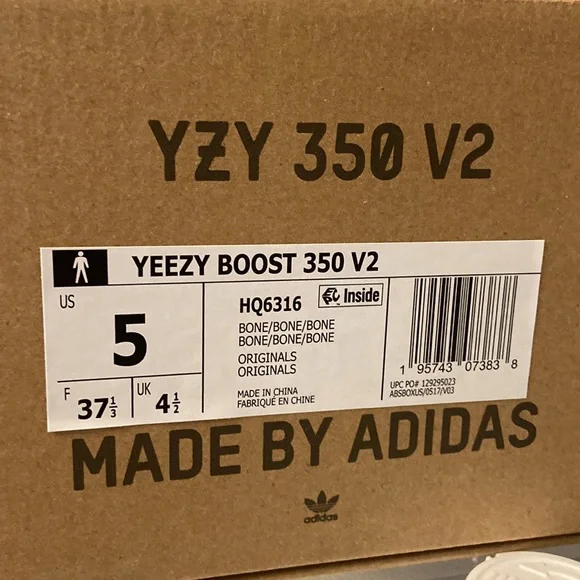 YZY 350 V2
YEEZY BOOST 350 V2
US
5
F 37⅓
UK 4½
HQ6316
Inside
BONE/BONE/BONE
BONE/BONE/BONE
ORIGINALS
ORIGINALS
MADE IN CHINA
FABRIQUÉ EN CHINE
1 95743 07383 8
UPC PO# 129295023
ABSBOXUS/0517/V03
MADE BY ADIDAS
adidas